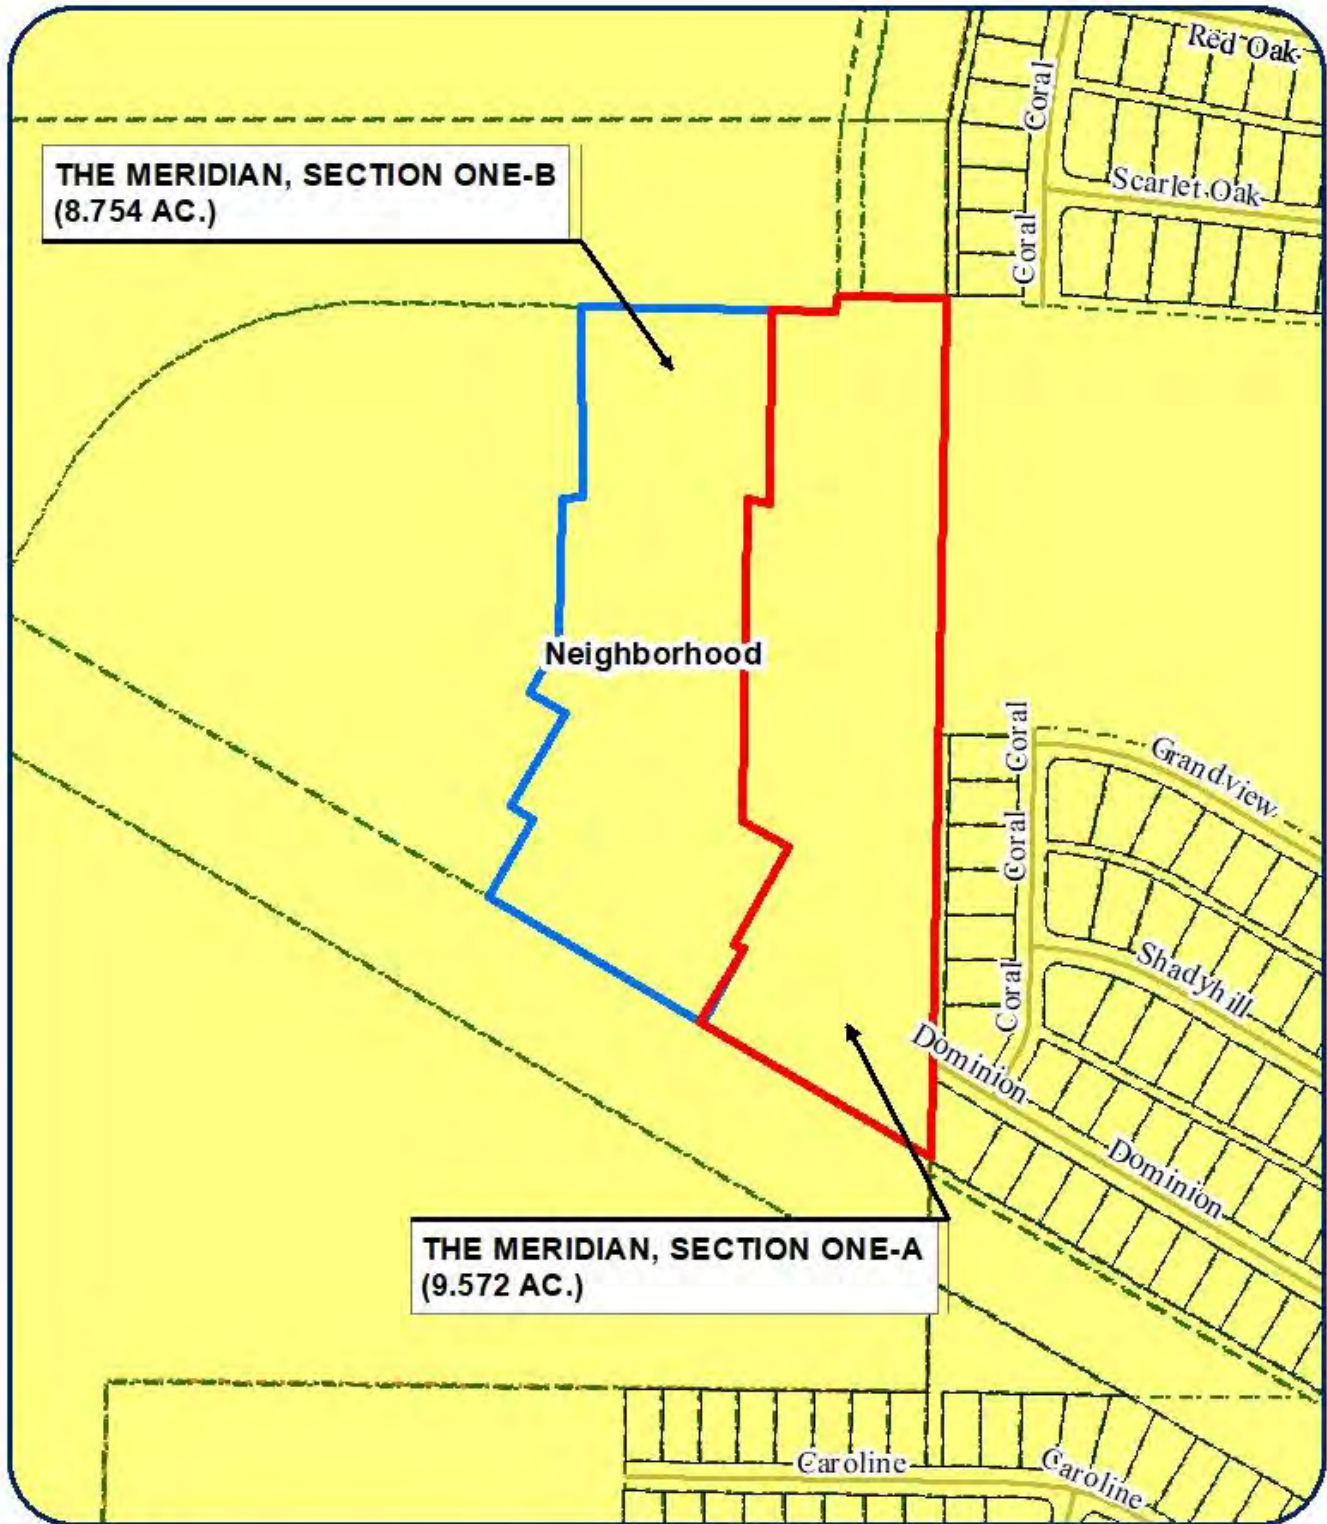 Red Oak
Coral
THE MERIDIAN, SECTION ONE-B
(8.754 AC.)
Scarlet Oak
Coral
Neighborhood
Coral
Grandview
Coral
Shadyhill
Coral
Dominion
Dominion
THE MERIDIAN, SECTION ONE-A
(9.572 AC.)
Caroline
Caroline